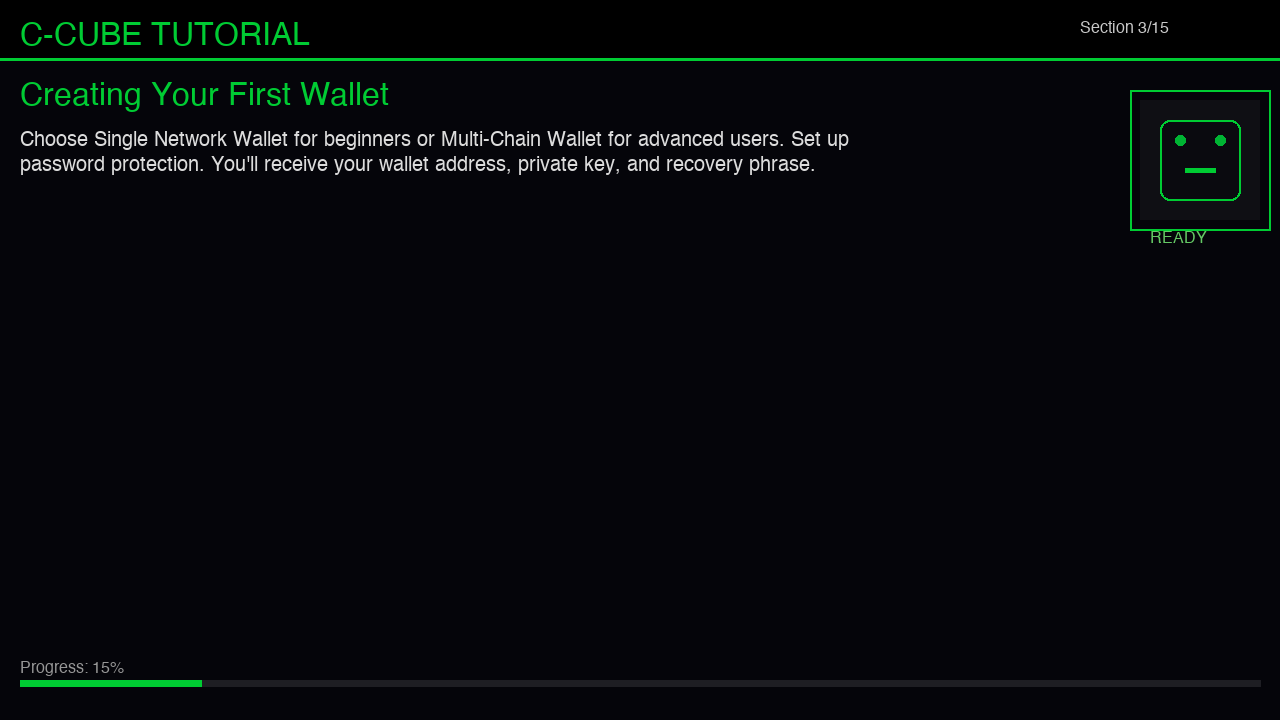 C-CUBE TUTORIAL
Section 3/15
Creating Your First Wallet
Choose Single Network Wallet for beginners or Multi-Chain Wallet for advanced users. Set up
password protection. You'll receive your wallet address, private key, and recovery phrase.
READY
Progress: 15%